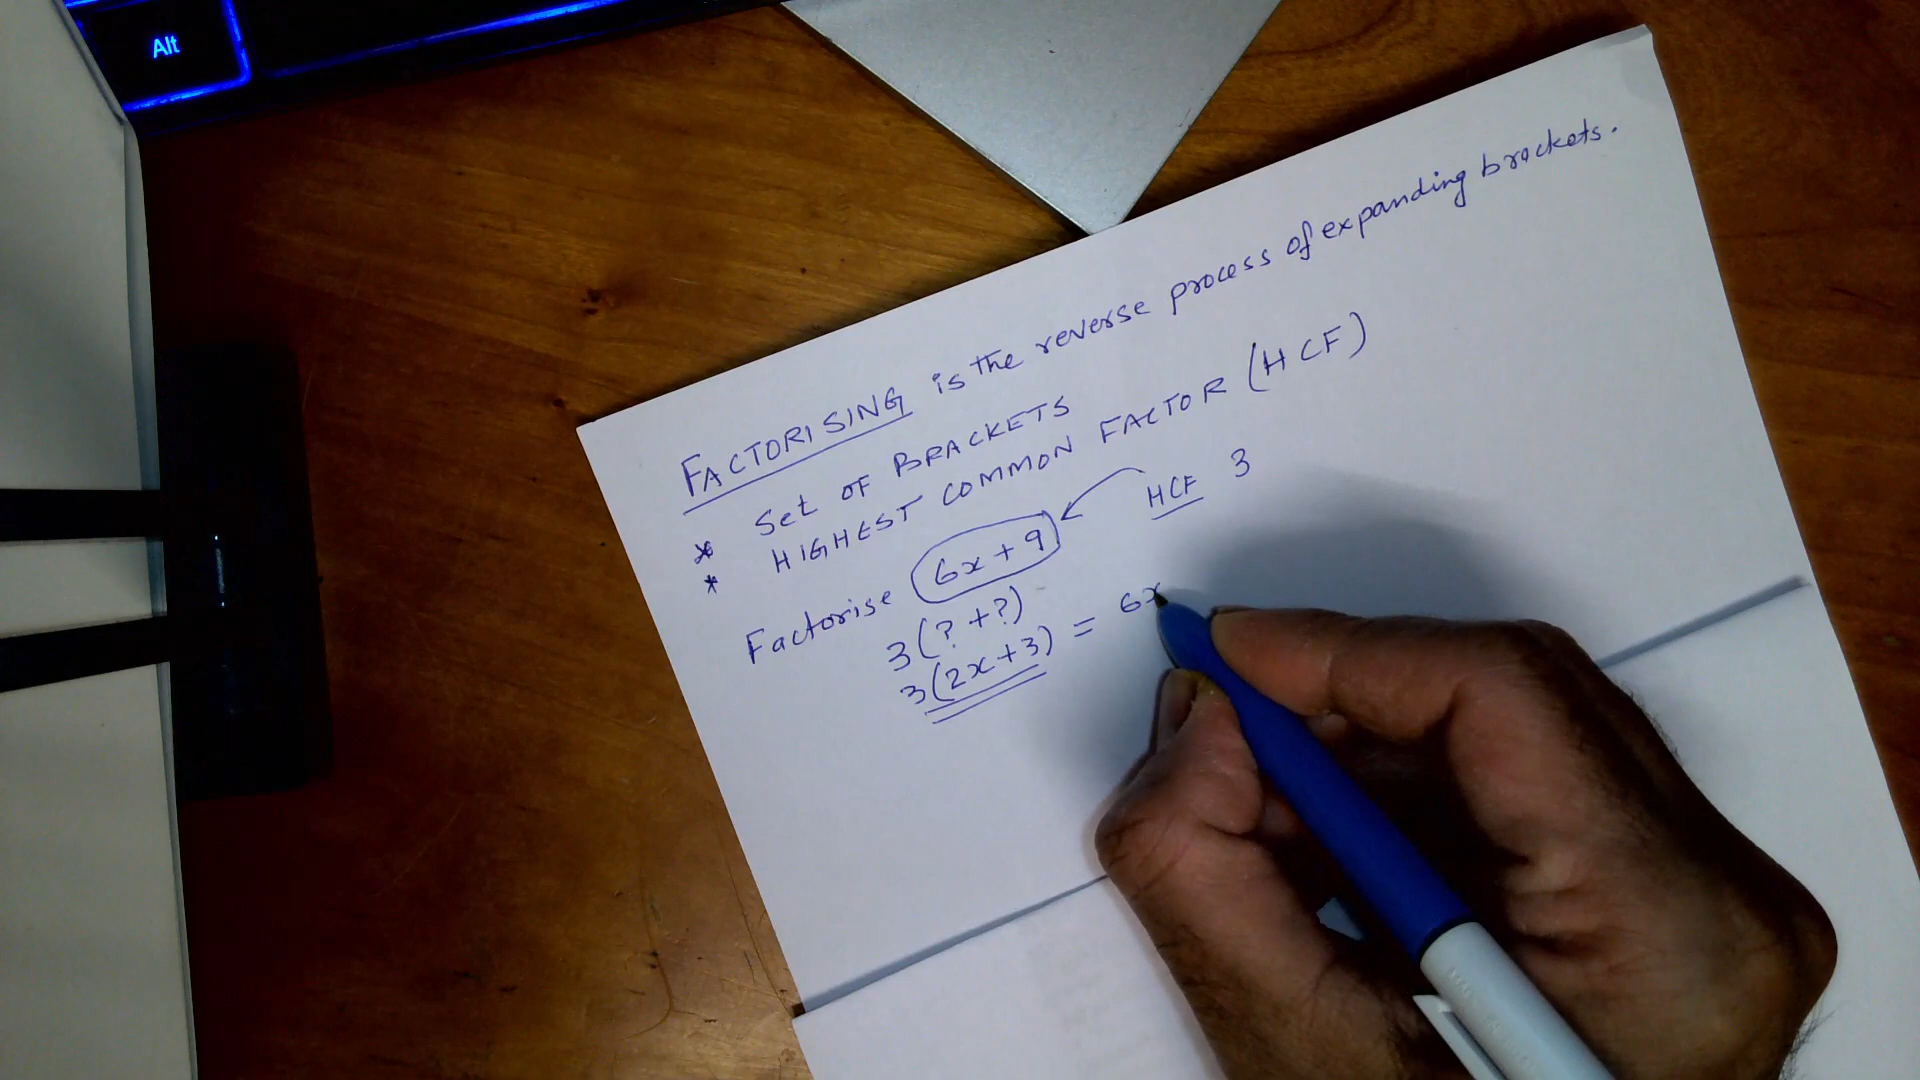 Alt
FACTORISING is the reverse process of expanding brackets.
* Set OF BRACKETS
* HIGHEST COMMON FACTOR (HCF)
Factorise 6x + 9 HCF 3
3(? +?)
3(2x+3) = 6x